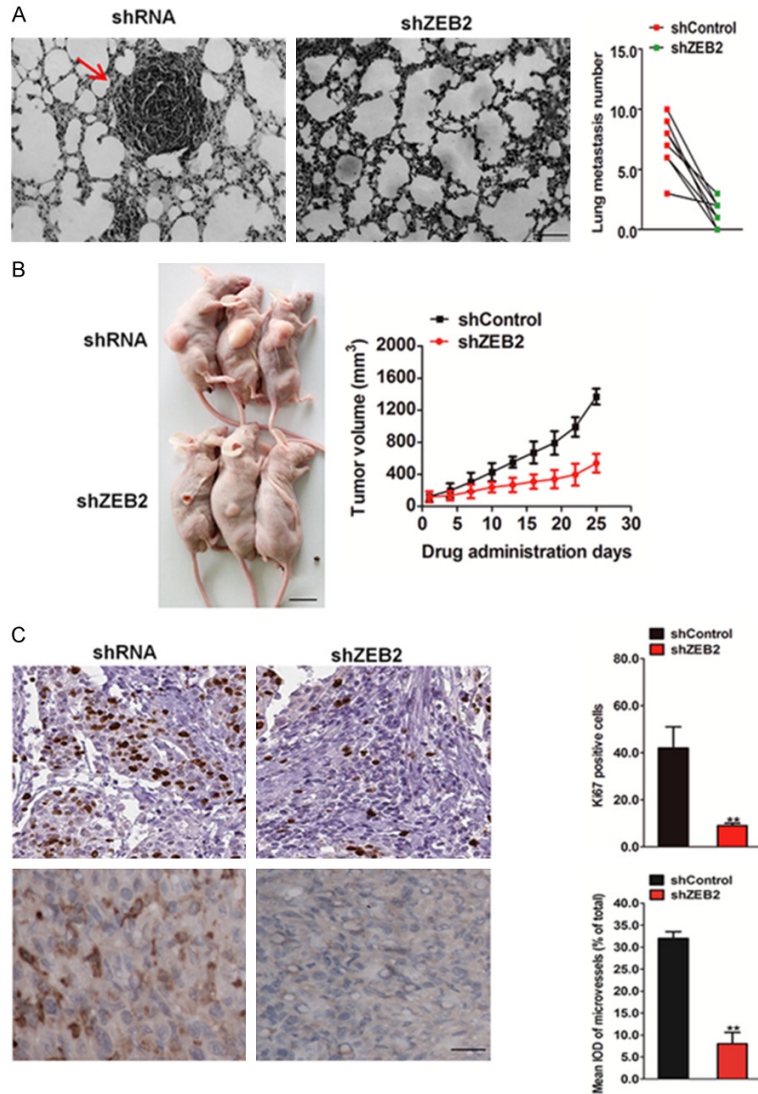 A
shRNA
shZEB2
shControl
shZEB2
Lung metastasis number
15.0
10.0
5.0
0.0
B
shRNA
shZEB2
shControl
shZEB2
Tumor volume (mm³)
2000
1600
1200
800
400
0
0 5 10 15 20 25 30
Drug administration days
C
shRNA
shZEB2
shControl
shZEB2
Ki67 positive cells
80.0
60.0
40.0
20.0
0.0
**
shControl
shZEB2
Mean IOD of microvessels (% of total)
40.0
35.0
30.0
25.0
20.0
15.0
10.0
5.0
0.0
**